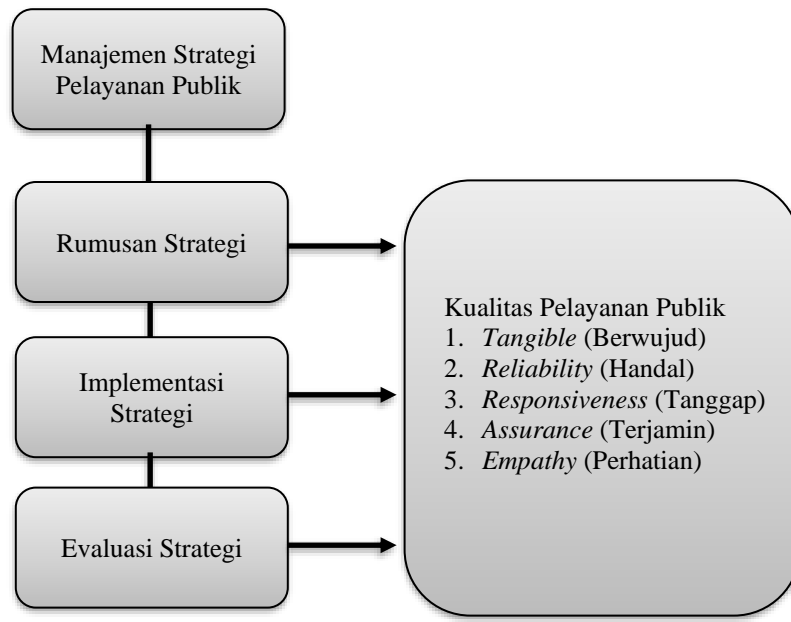 Manajemen Strategi
Pelayanan Publik
Rumusan Strategi
Implementasi
Strategi
Evaluasi Strategi
Kualitas Pelayanan Publik
1. Tangible (Berwujud)
2. Reliability (Handal)
3. Responsiveness (Tanggap)
4. Assurance (Terjamin)
5. Empathy (Perhatian)